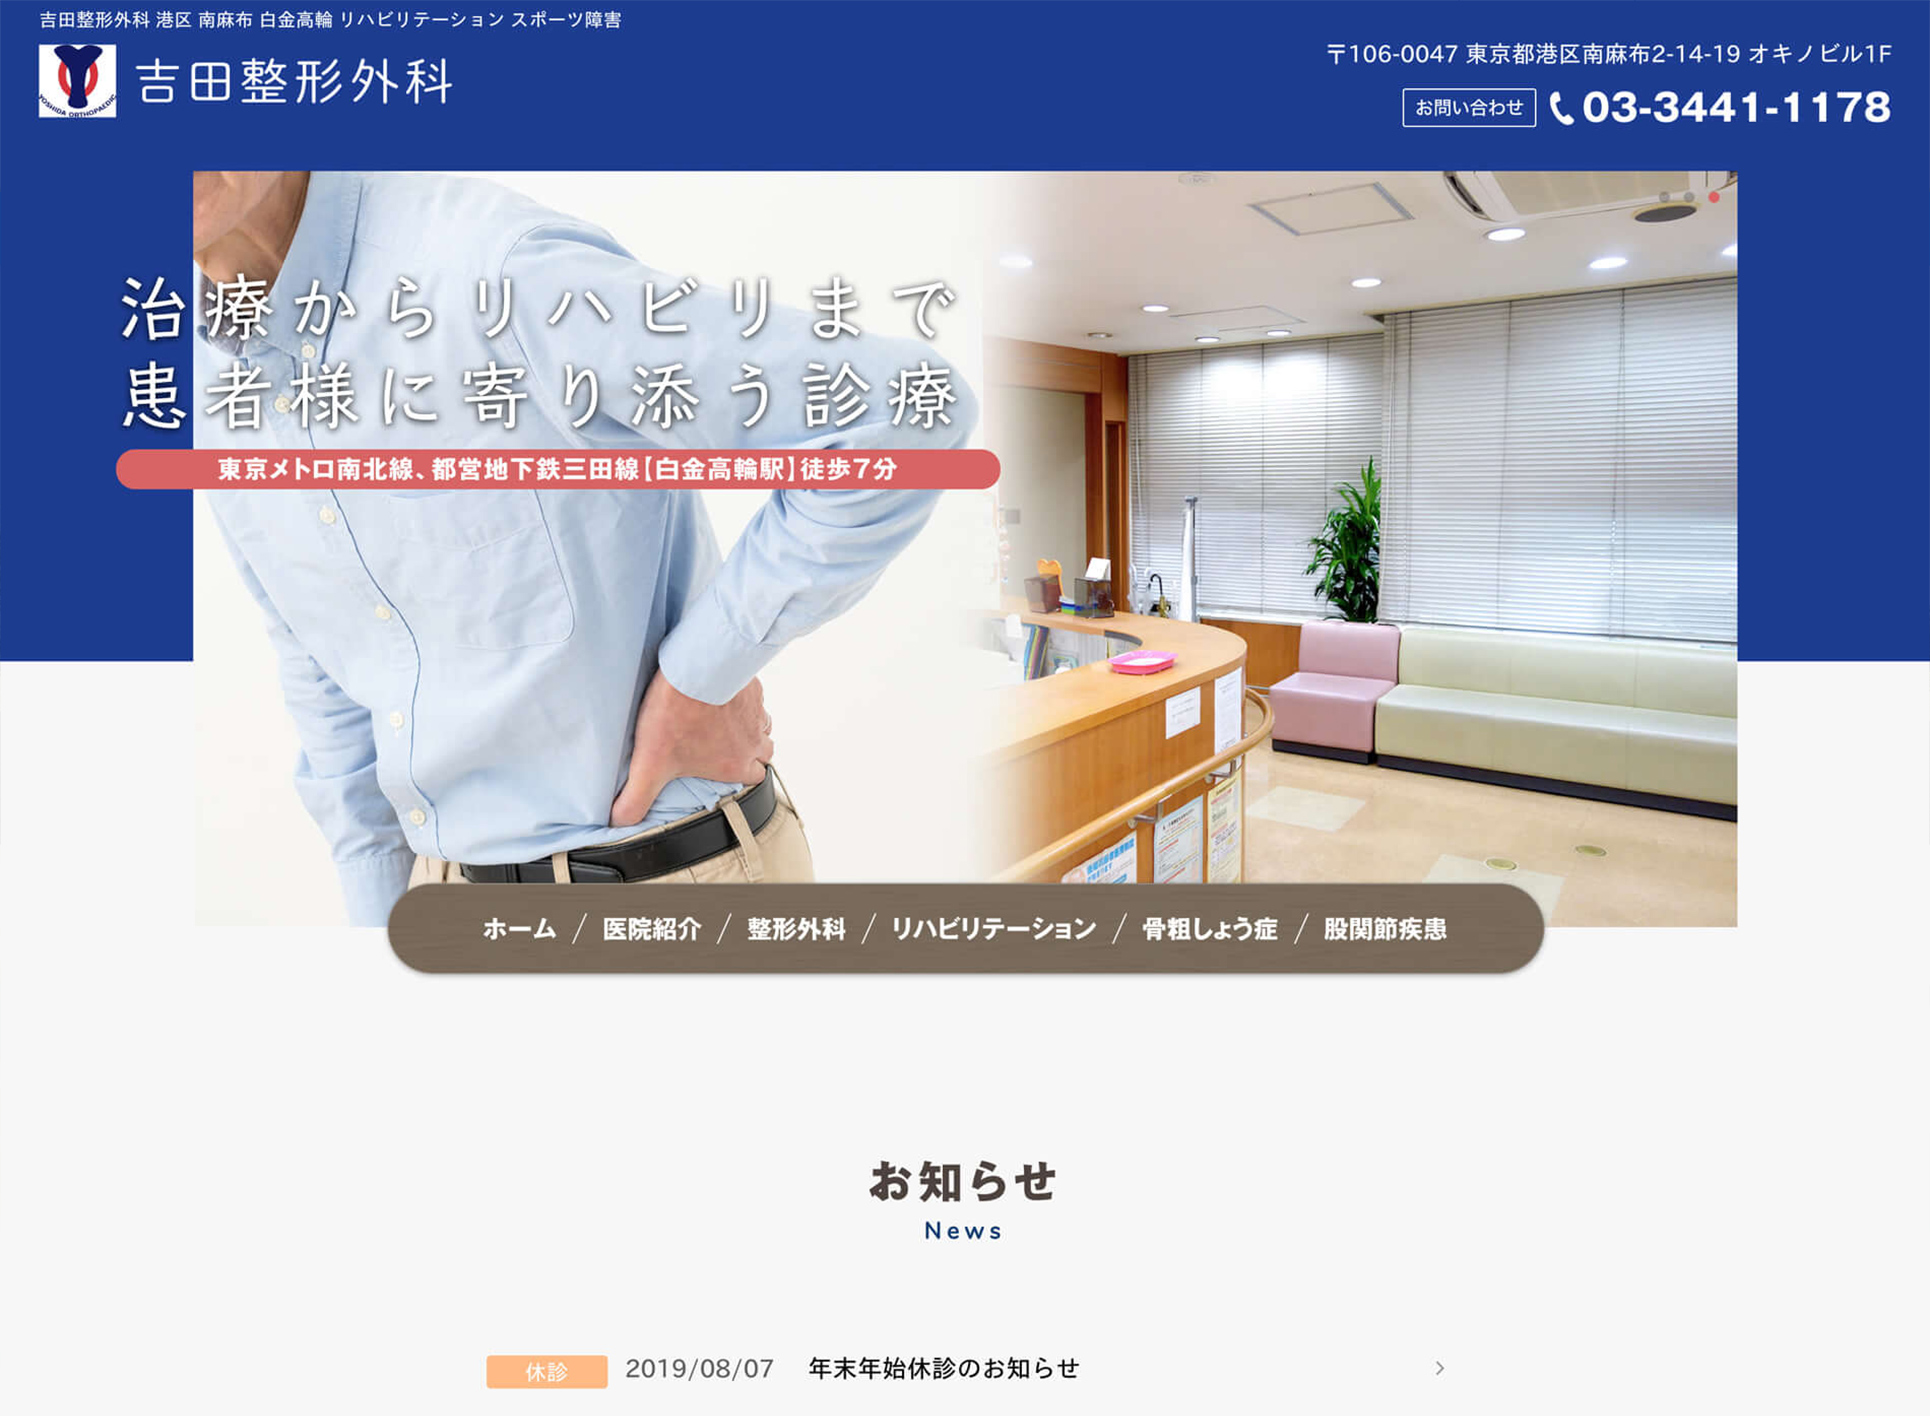 吉田整形外科 港区 南麻布 白金高輪 リハビリテーション スポーツ障害
YOSHIDA ORTHOPAEDIC
吉田整形外科
〒106-0047 東京都港区南麻布2-14-19 オキノビル1F
お問い合わせ 03-3441-1178
治療からリハビリまで
患者様に寄り添う診療
東京メトロ南北線、都営地下鉄三田線【白金高輪駅】徒歩7分
ホーム / 医院紹介 / 整形外科 / リハビリテーション / 骨粗しょう症 / 股関節疾患
お知らせ
News
休診 2019/08/07 年末年始休診のお知らせ